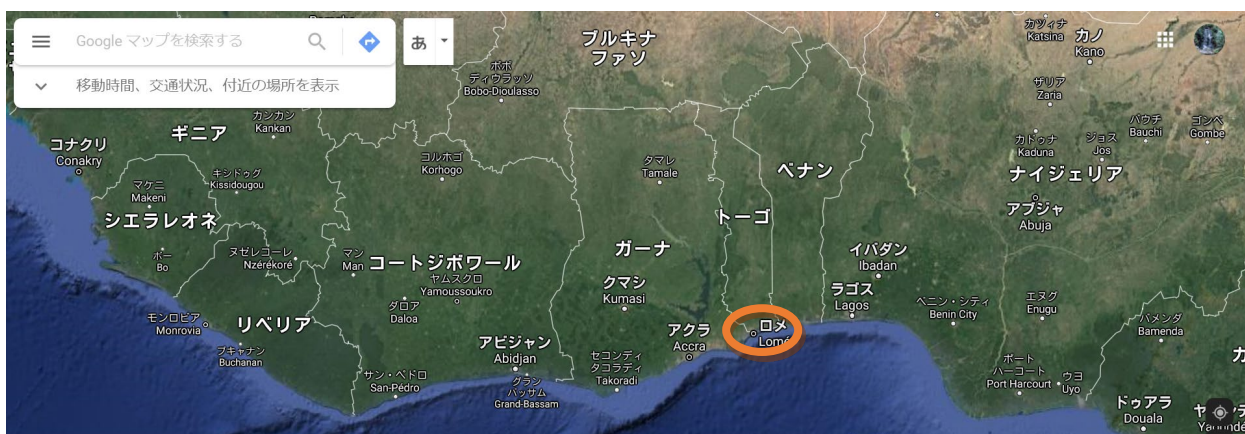 Google マップを検索する
あ
移動時間、交通状況、付近の場所を表示
ブルキナ
ファソ
カツィナ
Katsina
カノ
Kano
ボボ
ディウラッソ
Bobo-Dioulasso
ザリア
Zaria
カンカン
Kankan
ギニア
コナクリ
Conakry
バウチ
Bauchi
ゴンベ
Gombe
カドゥナ
Kaduna
ジョス
Jos
コルホゴ
Korhogo
タマレ
Tamale
ベナン
ナイジェリア
キシドゥグ
Kissidougou
マケニ
Makeni
シエラレオネ
トーゴ
アブジャ
Abuja
ボー
Bo
ヌゼレコーレ
Nzérékoré
マン
Man
コートジボワール
ガーナ
イバダン
Ibadan
ヤムスクロ
Yamoussoukro
クマシ
Kumasi
ラゴス
Lagos
ベニン・シティ
Benin City
エヌグ
Enugu
ダロア
Daloa
モンロビア
Monrovia
リベリア
アクラ
Accra
ロメ
Lomé
バメンダ
Bamenda
アビジャン
Abidjan
ブキャナン
Buchanan
セコンディ
タコラディ
Takoradi
ポート
ハーコート
Port Harcourt
ウヨ
Uyo
サン・ペドロ
San-Pédro
グラン
バッサム
Grand-Bassam
ドゥアラ
Douala